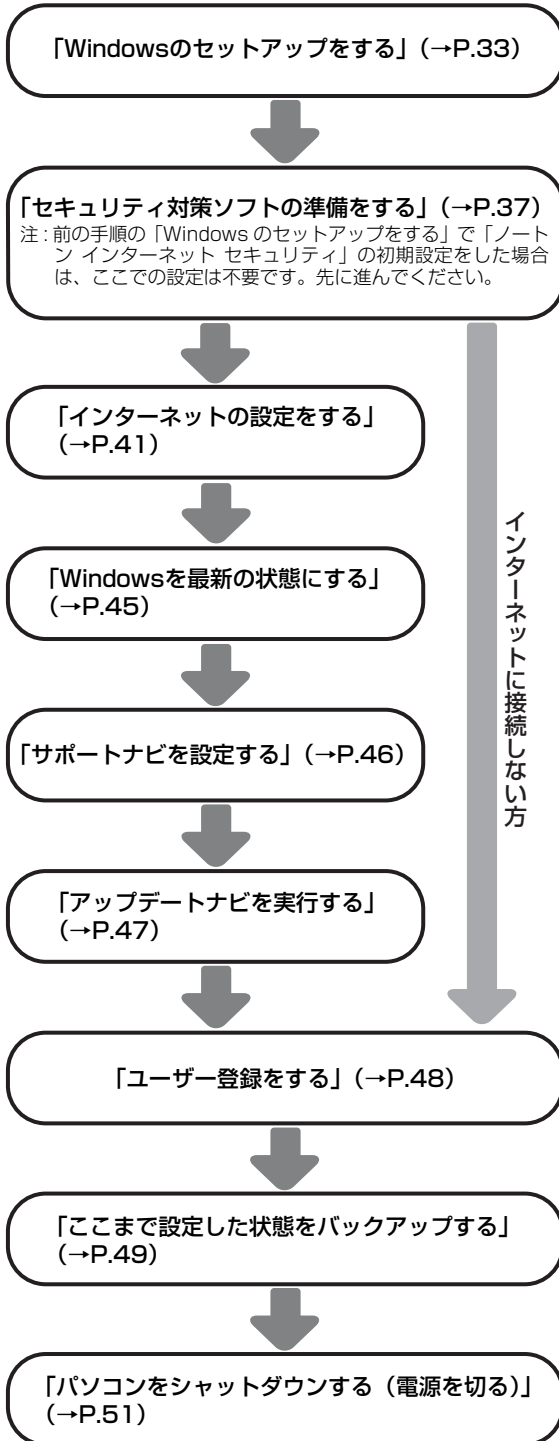 「Windowsのセットアップをする」（→P.33）
「セキュリティ対策ソフトの準備をする」（→P.37）
注：前の手順の「Windows のセットアップをする」で「ノート
ン インターネット セキュリティ」の初期設定をした場合
は、ここでの設定は不要です。先に進んでください。
「インターネットの設定をする」
（→P.41）
「Windowsを最新の状態にする」
（→P.45）
「サポートナビを設定する」（→P.46）
「アップデートナビを実行する」
（→P.47）
インターネットに接続しない方
「ユーザー登録をする」（→P.48）
「ここまで設定した状態をバックアップする」
（→P.49）
「パソコンをシャットダウンする（電源を切る）」
（→P.51）